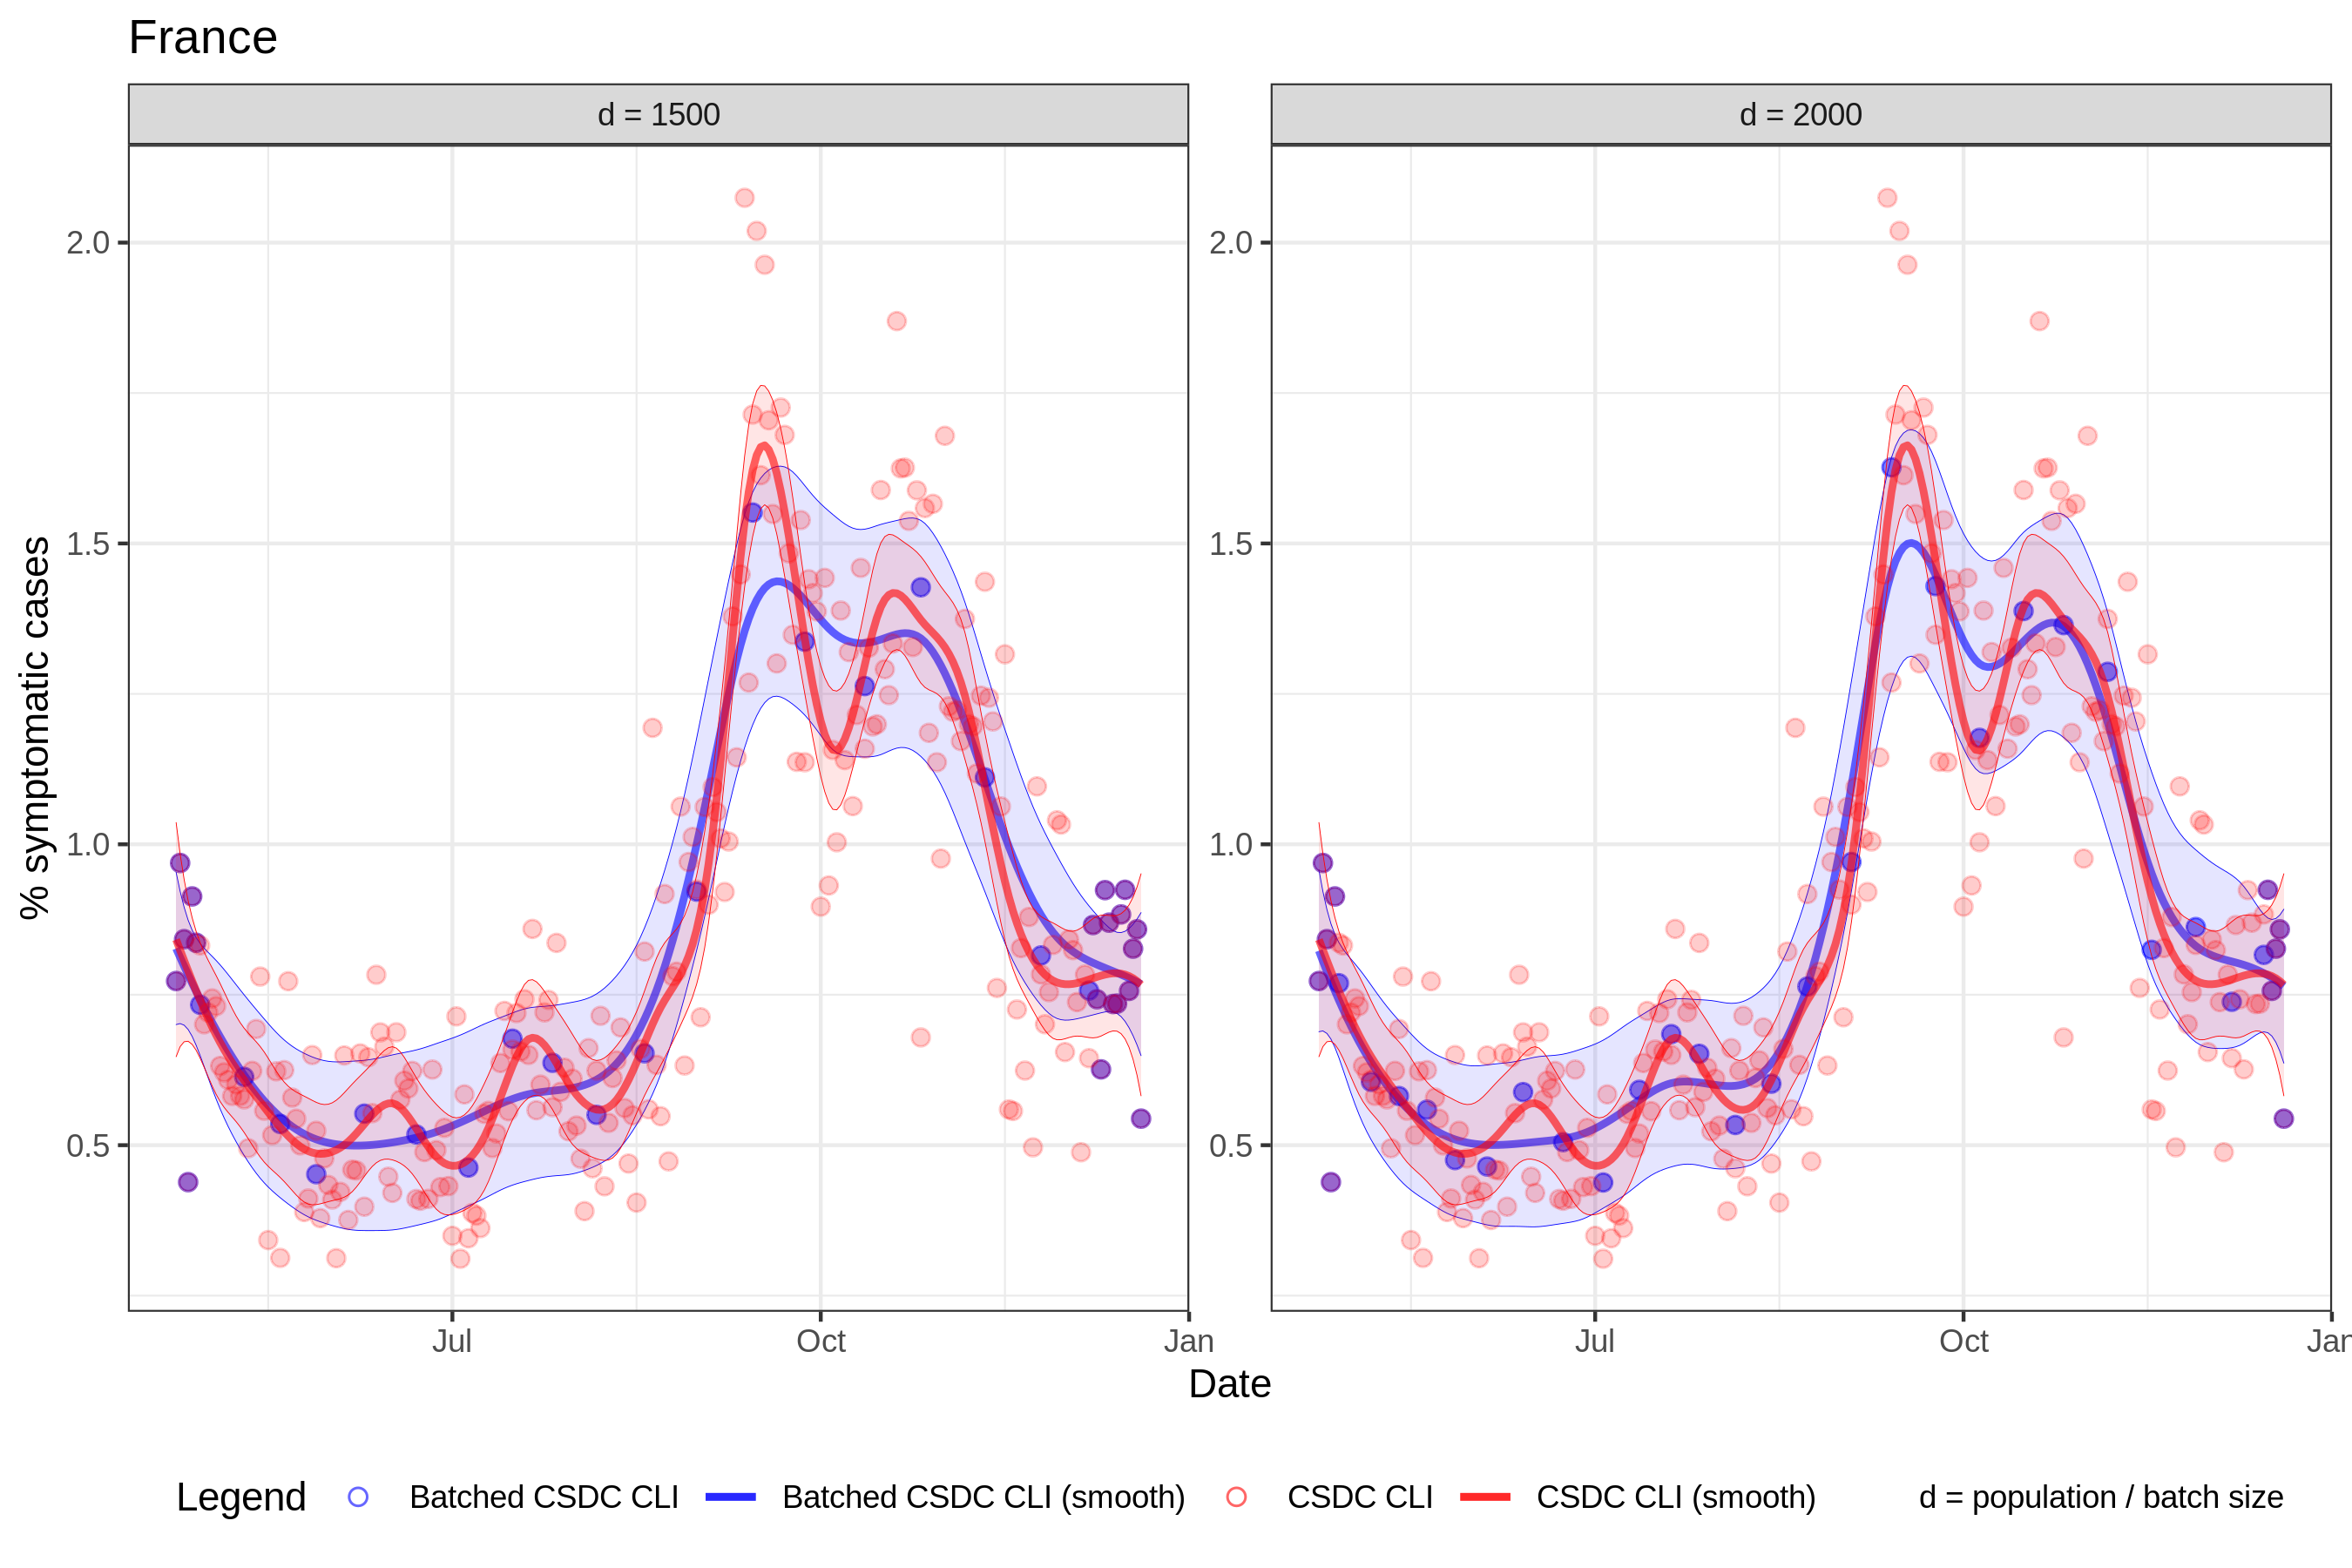 France
d = 1500
d = 2000
% symptomatic cases
2.0
1.5
1.0
0.5
2.0
1.5
1.0
0.5
Jul
Oct
Jan
Jul
Oct
Jan
Date
Legend
Batched CSDC CLI
Batched CSDC CLI (smooth)
CSDC CLI
CSDC CLI (smooth)
d = population / batch size